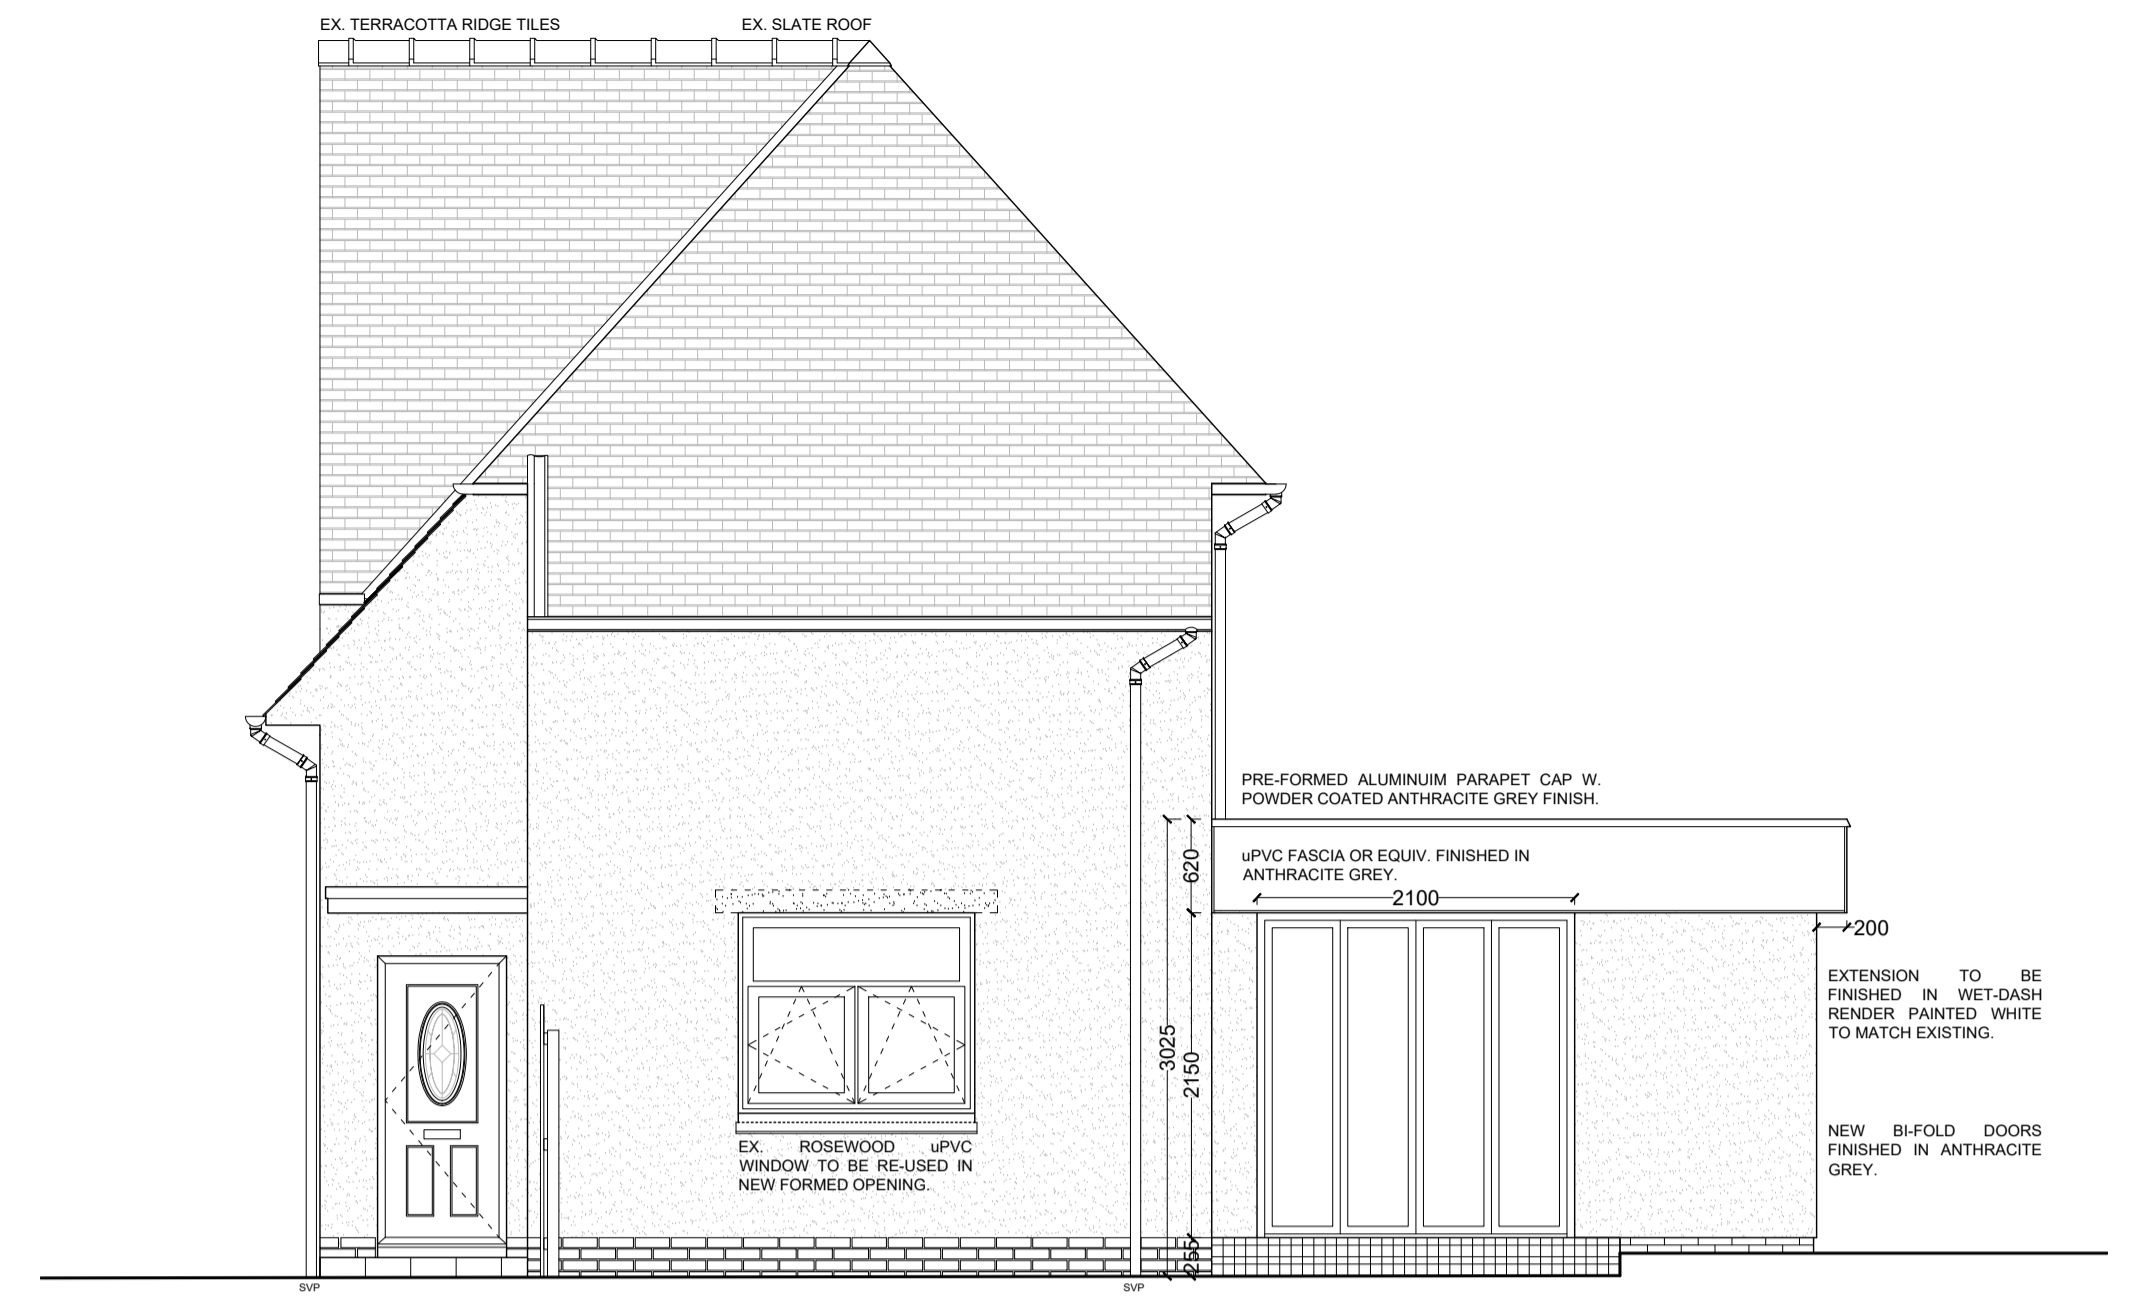 EX. TERRACOTTA RIDGE TILES
EX. SLATE ROOF
PRE-FORMED ALUMINUIM PARAPET CAP W.
POWDER COATED ANTHRACITE GREY FINISH.
620
uPVC FASCIA OR EQUIV. FINISHED IN
ANTHRACITE GREY.
2100
200
EXTENSION TO BE
FINISHED IN WET-DASH
RENDER PAINTED WHITE
TO MATCH EXISTING.
3025
2150
NEW BI-FOLD DOORS
FINISHED IN ANTHRACITE
GREY.
EX. ROSEWOOD uPVC
WINDOW TO BE RE-USED IN
NEW FORMED OPENING.
255
SVP
SVP